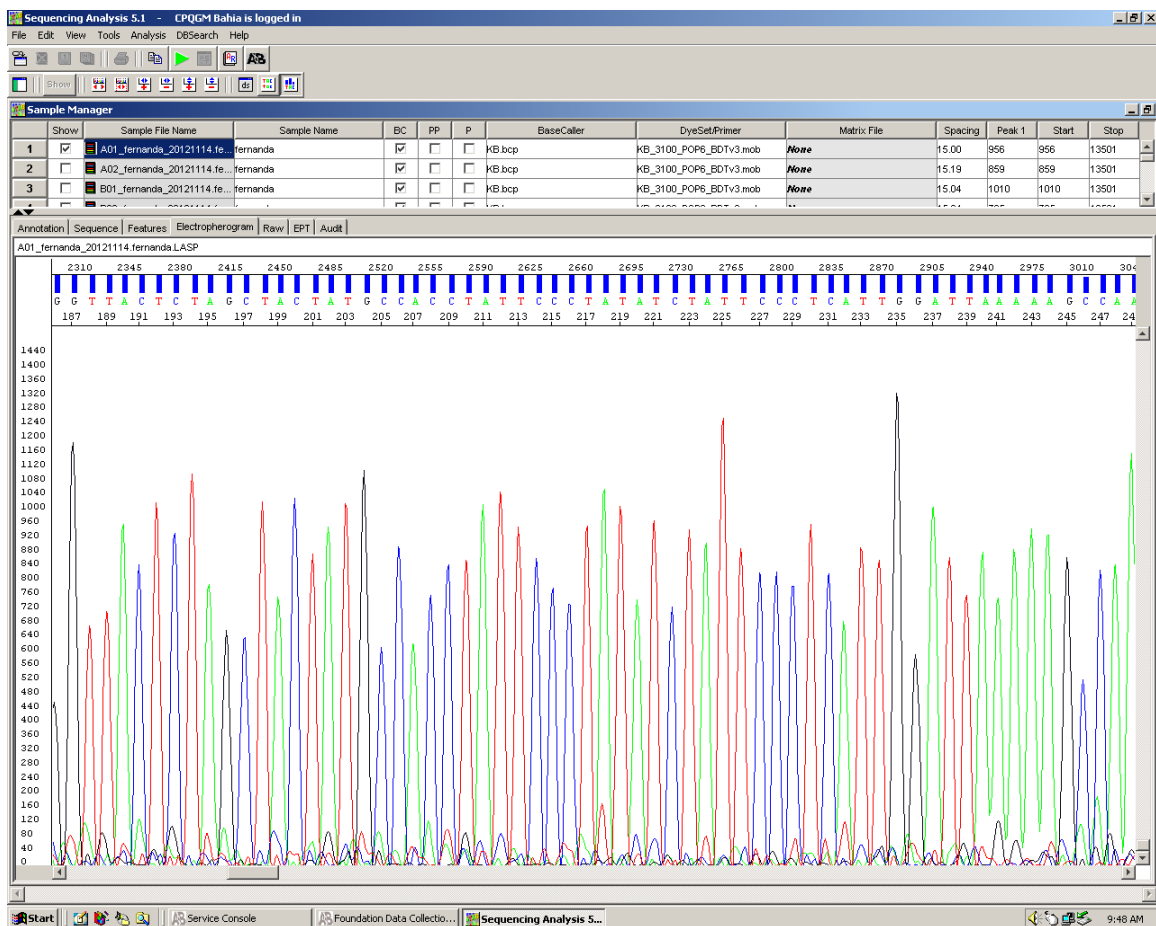 Sequencing Analysis 5.1 - CPQGM Bahia is logged in
File Edit View Tools Analysis DBSearch Help
Show
Sample Manager
Show Sample File Name Sample Name BC PP P BaseCaller DyeSet/Primer Matrix File Spacing Peak 1 Start Stop
1 A01_fernanda_20121114.fe... fernanda KB.bcp KB_3100_POP6_BDTv3.mob None 15.00 956 956 13501
2 A02_fernanda_20121114.fe... fernanda KB.bcp KB_3100_POP6_BDTv3.mob None 15.19 859 859 13501
3 B01_fernanda_20121114.fe... fernanda KB.bcp KB_3100_POP6_BDTv3.mob None 15.04 1010 1010 13501
Annotation Sequence Features Electropherogram Raw EPT Audit
A01_fernanda_20121114.fernanda.LASP
2310 2345 2380 2415 2450 2485 2520 2555 2590 2625 2660 2695 2730 2765 2800 2835 2870 2905 2940 2975 3010 304
G G T T A C T C T A G C T A C T A T G C C A C C T A T T C C C T A T A T C T A T T C C C T C A T T G G A T T A A A A A G C C A A
187 189 191 193 195 197 199 201 203 205 207 209 211 213 215 217 219 221 223 225 227 229 231 233 235 237 239 241 243 245 247 24
1440
1400
1360
1320
1280
1240
1200
1160
1120
1080
1040
1000
960
920
880
840
800
760
720
680
640
600
560
520
480
440
400
360
320
280
240
200
160
120
80
40
0
Start Service Console Foundation Data Collectio... Sequencing Analysis 5... 9:48 AM